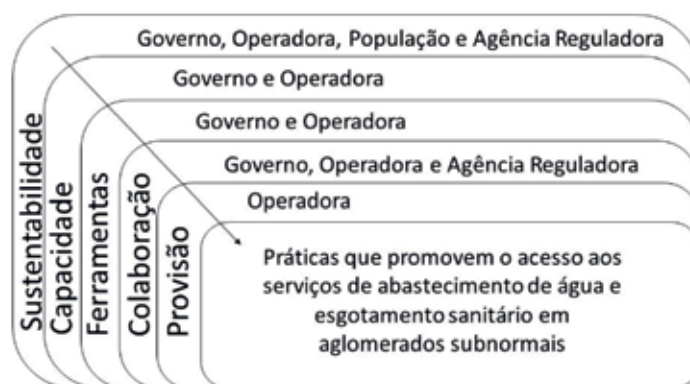 Governo, Operadora, População e Agência Reguladora
Governo e Operadora
Governo e Operadora
Governo, Operadora e Agência Reguladora
Operadora
Sustentabilidade
Capacidade
Ferramentas
Colaboração
Provisão
Práticas que promovem o acesso aos
serviços de abastecimento de água e
esgotamento sanitário em
aglomerados subnormais